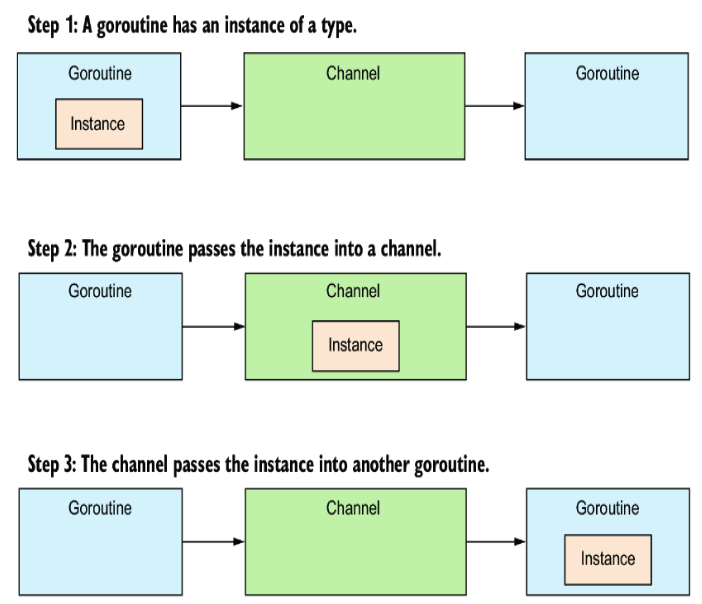 Step 1: A goroutine has an instance of a type.
Goroutine
Channel
Goroutine
Instance
Step 2: The goroutine passes the instance into a channel.
Goroutine
Channel
Goroutine
Instance
Step 3: The channel passes the instance into another goroutine.
Goroutine
Channel
Goroutine
Instance